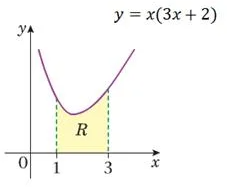 y = x(3x + 2)
y
R
0 1 3 x